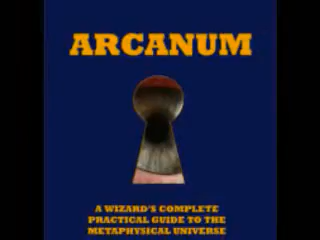 ARCANUM
A WIZARD'S COMPLETE
PRACTICAL GUIDE TO THE
METAPHYSICAL UNIVERSE